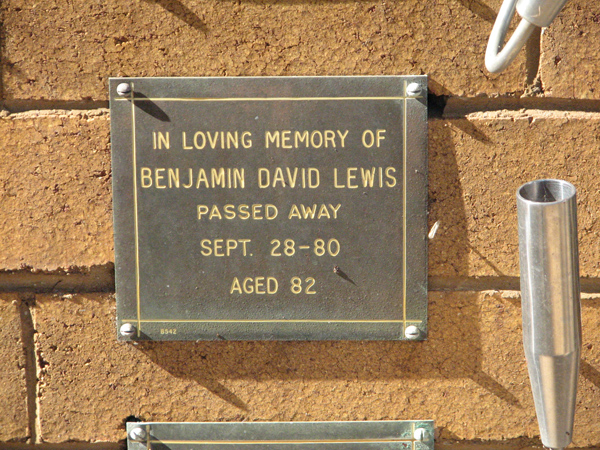 IN LOVING MEMORY OF
BENJAMIN DAVID LEWIS
PASSED AWAY
SEPT. 28-80
AGED 82